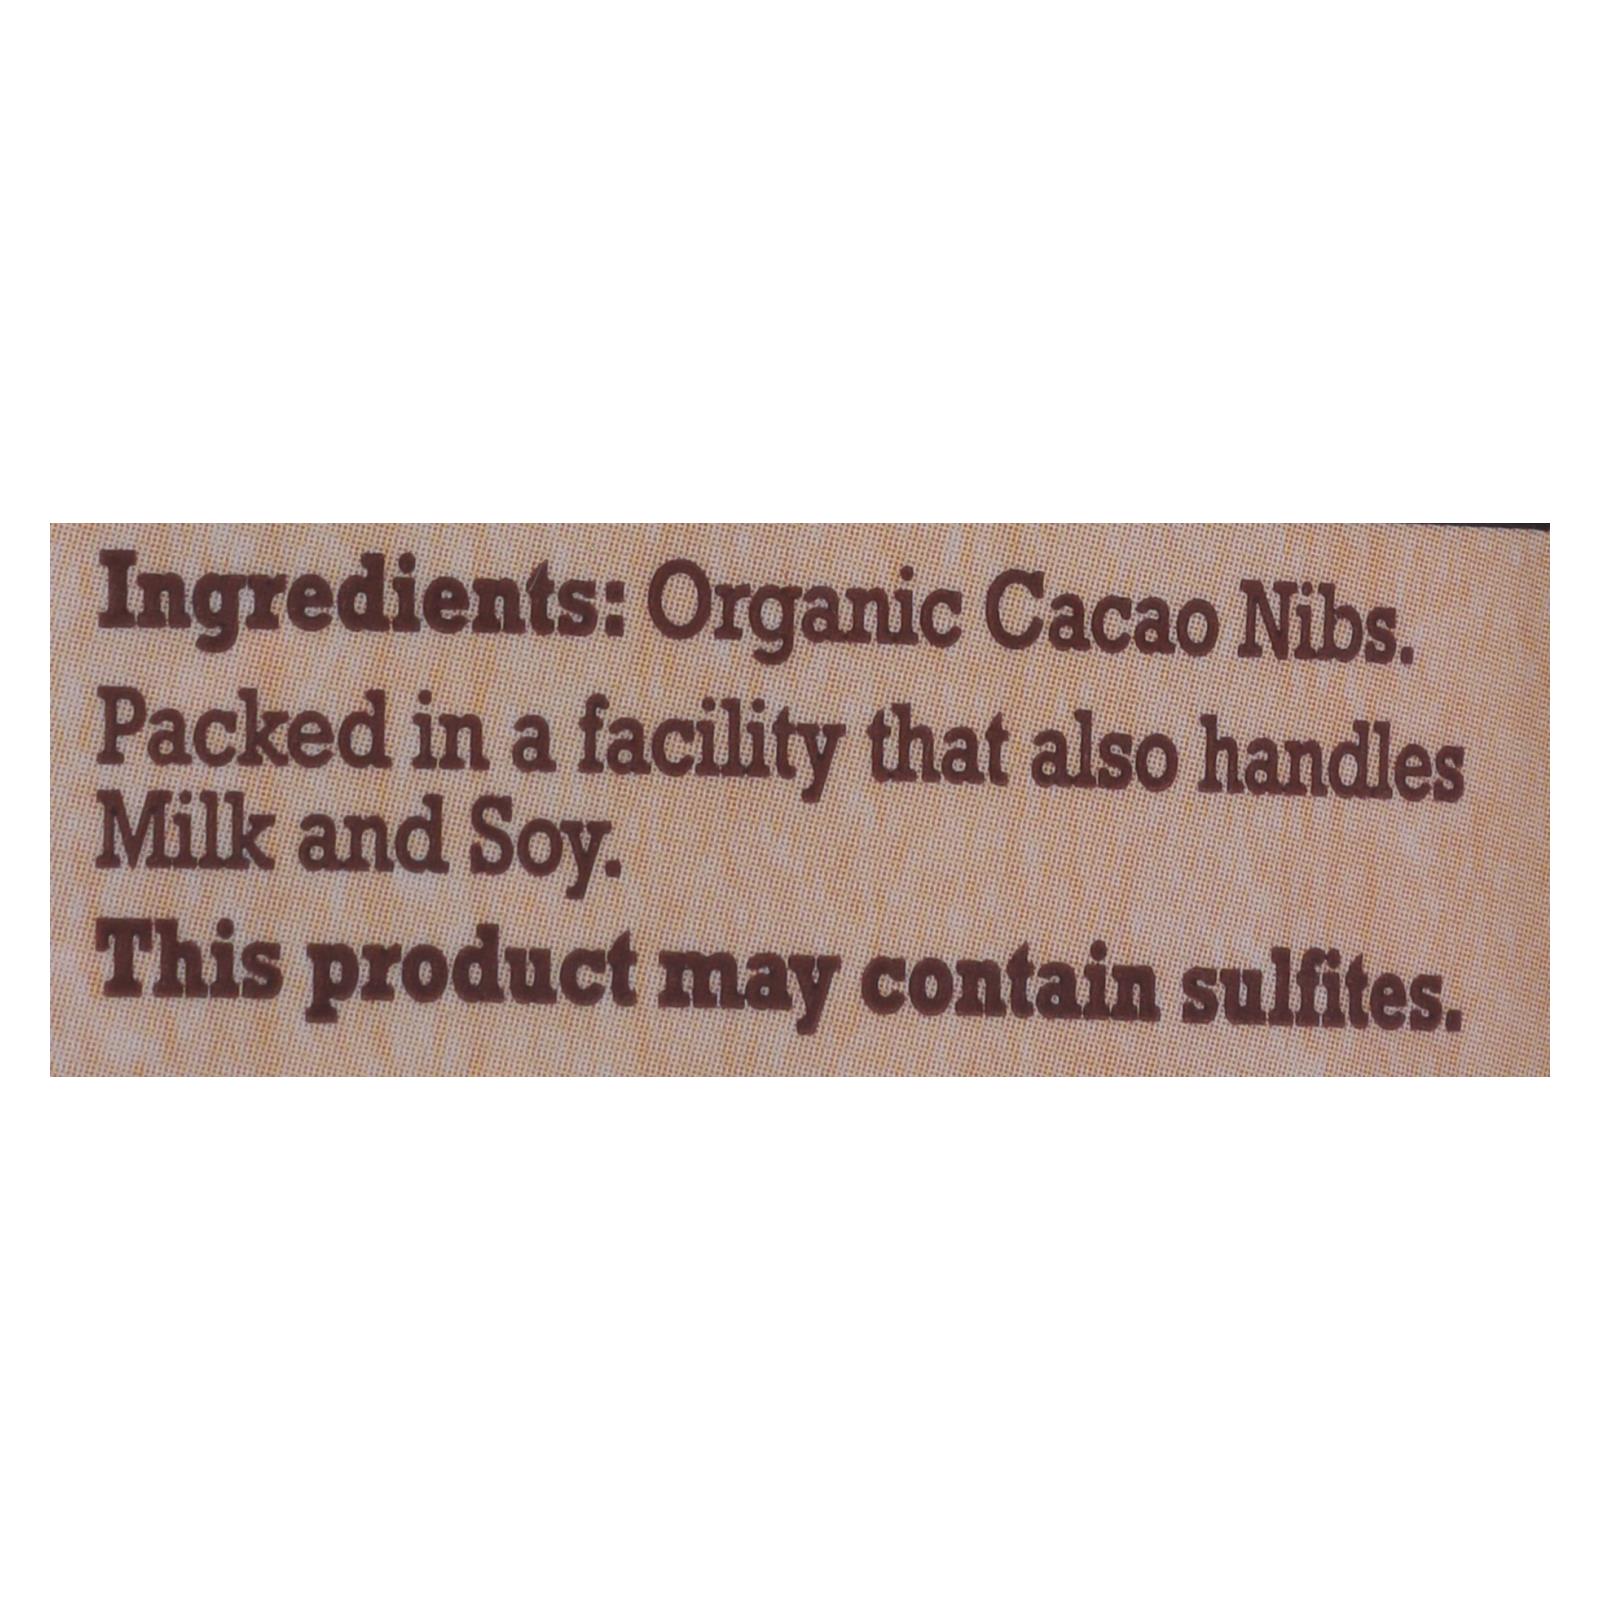 Ingredients: Organic Cacao Nibs.
Packed in a facility that also handles
Milk and Soy.
This product may contain sulfites.